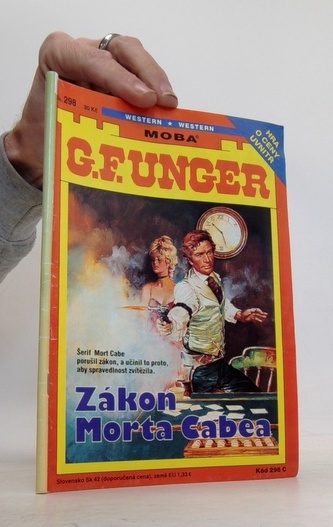 č. 298 30 Kč
WESTERN ★ WESTERN
HRA
O CENY
UVNITŘ
MOBA
G.F.UNGER
Šerif Mort Cabe
porušil zákon, a učinil to proto,
aby spravedlnost zvítězila.
Zákon
Morta Cabea
Kód 298 C
Slovensko Sk 62 (doporučená cena), země EU 1,33 €